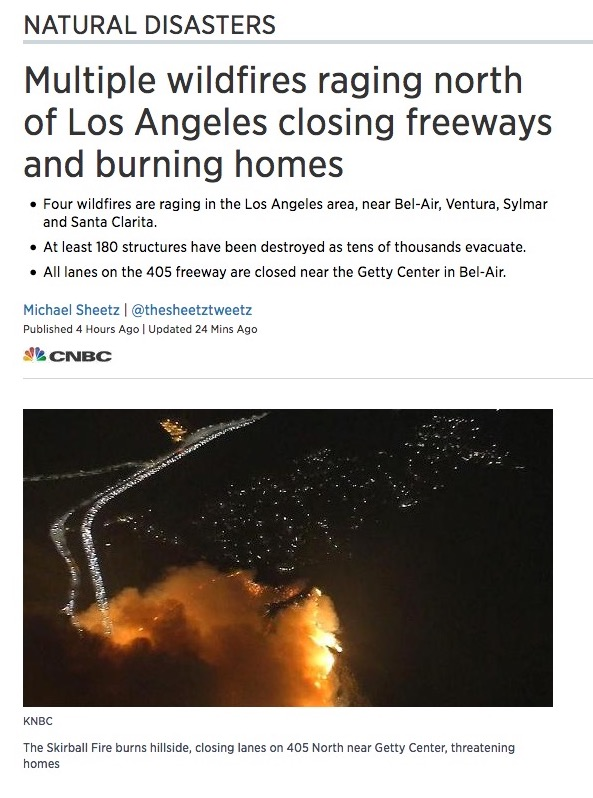 NATURAL DISASTERS
Multiple wildfires raging north
of Los Angeles closing freeways
and burning homes
• Four wildfires are raging in the Los Angeles area, near Bel-Air, Ventura, Sylmar
and Santa Clarita.
• At least 180 structures have been destroyed as tens of thousands evacuate.
• All lanes on the 405 freeway are closed near the Getty Center in Bel-Air.
Michael Sheetz | @thesheetztweetz
Published 4 Hours Ago | Updated 24 Mins Ago
CNBC
KNBC
The Skirball Fire burns hillside, closing lanes on 405 North near Getty Center, threatening
homes